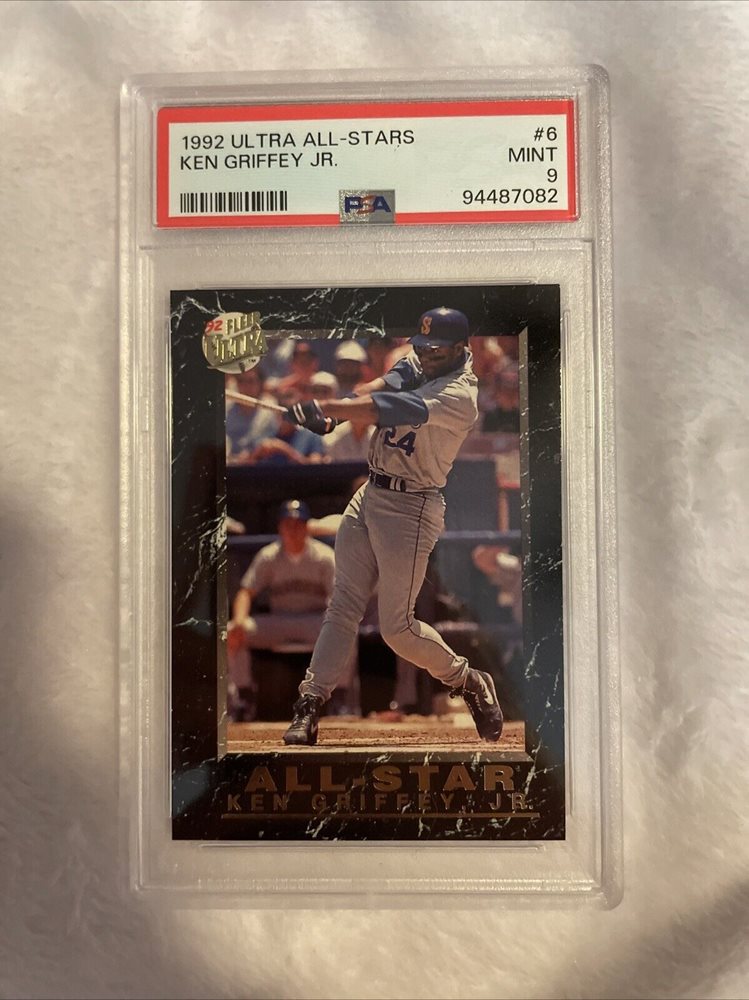 1992 ULTRA ALL-STARS #6
KEN GRIFFEY JR. MINT
9
PSA 94487082
92 FLEER
ULTRA
TM
S
24
ALL-STAR
KEN GRIFFEY, JR.